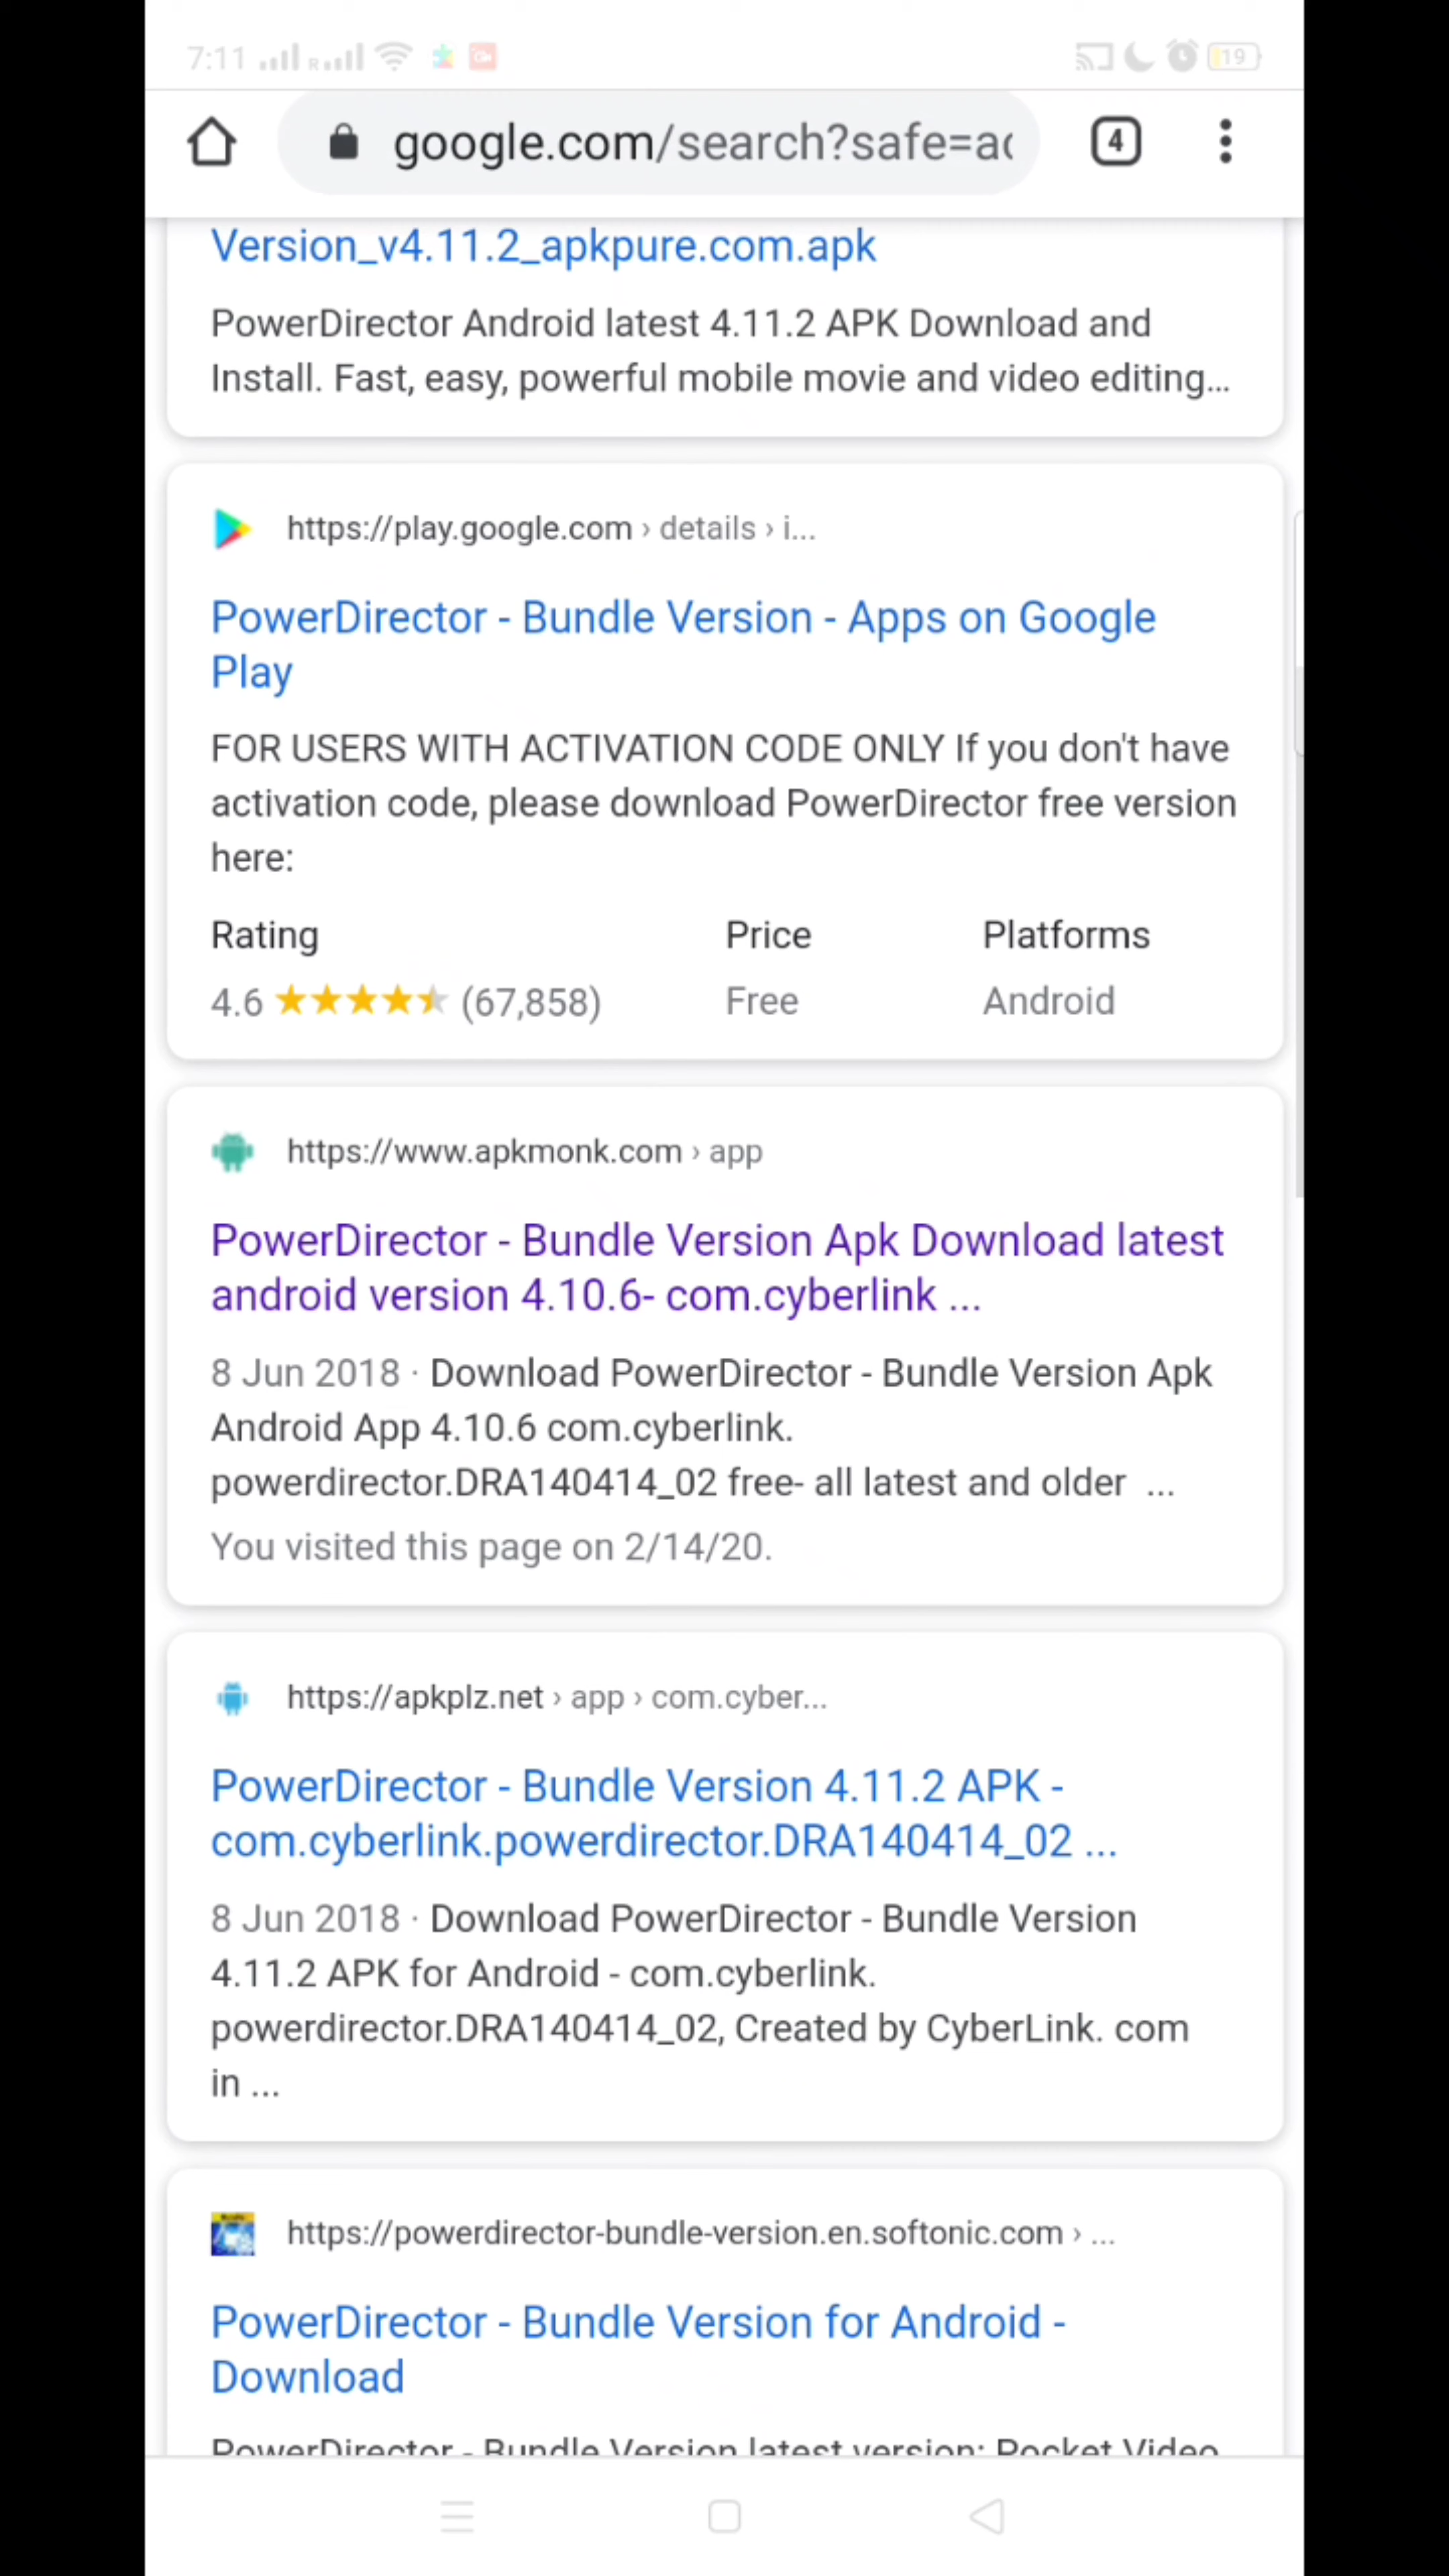 7:11
19
google.com/search?safe=ac
4
Version_v4.11.2_apkpure.com.apk
PowerDirector Android latest 4.11.2 APK Download and
Install. Fast, easy, powerful mobile movie and video editing...
https://play.google.com › details › i...
PowerDirector - Bundle Version - Apps on Google
Play
FOR USERS WITH ACTIVATION CODE ONLY If you don't have
activation code, please download PowerDirector free version
here:
Rating Price Platforms
4.6 ★★★★★ (67,858) Free Android
https://www.apkmonk.com › app
PowerDirector - Bundle Version Apk Download latest
android version 4.10.6- com.cyberlink ...
8 Jun 2018 · Download PowerDirector - Bundle Version Apk
Android App 4.10.6 com.cyberlink.
powerdirector.DRA140414_02 free- all latest and older ...
You visited this page on 2/14/20.
https://apkplz.net › app › com.cyber...
PowerDirector - Bundle Version 4.11.2 APK -
com.cyberlink.powerdirector.DRA140414_02 ...
8 Jun 2018 · Download PowerDirector - Bundle Version
4.11.2 APK for Android - com.cyberlink.
powerdirector.DRA140414_02, Created by CyberLink. com
in ...
https://powerdirector-bundle-version.en.softonic.com › ...
PowerDirector - Bundle Version for Android -
Download
PowerDirector - Bundle Version latest version: Pocket Video